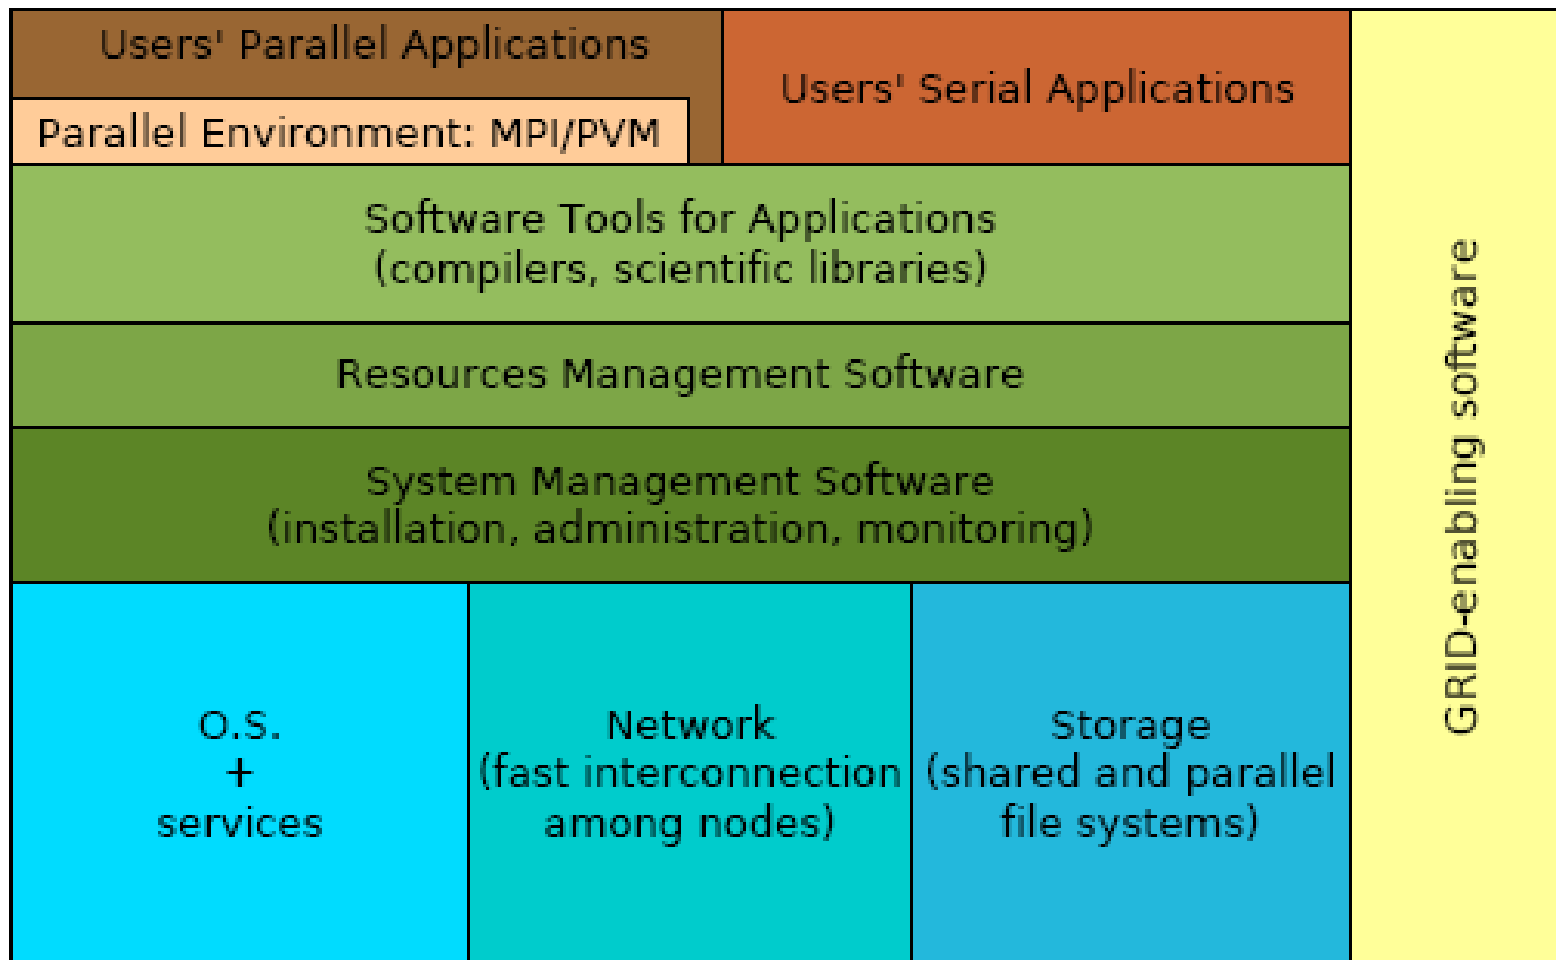 Users' Parallel Applications
Users' Serial Applications
Parallel Environment: MPI/PVM
Software Tools for Applications
(compilers, scientific libraries)
Resources Management Software
System Management Software
(installation, administration, monitoring)
O.S.
+
services
Network
(fast interconnection
among nodes)
Storage
(shared and parallel
file systems)
GRID-enabling software